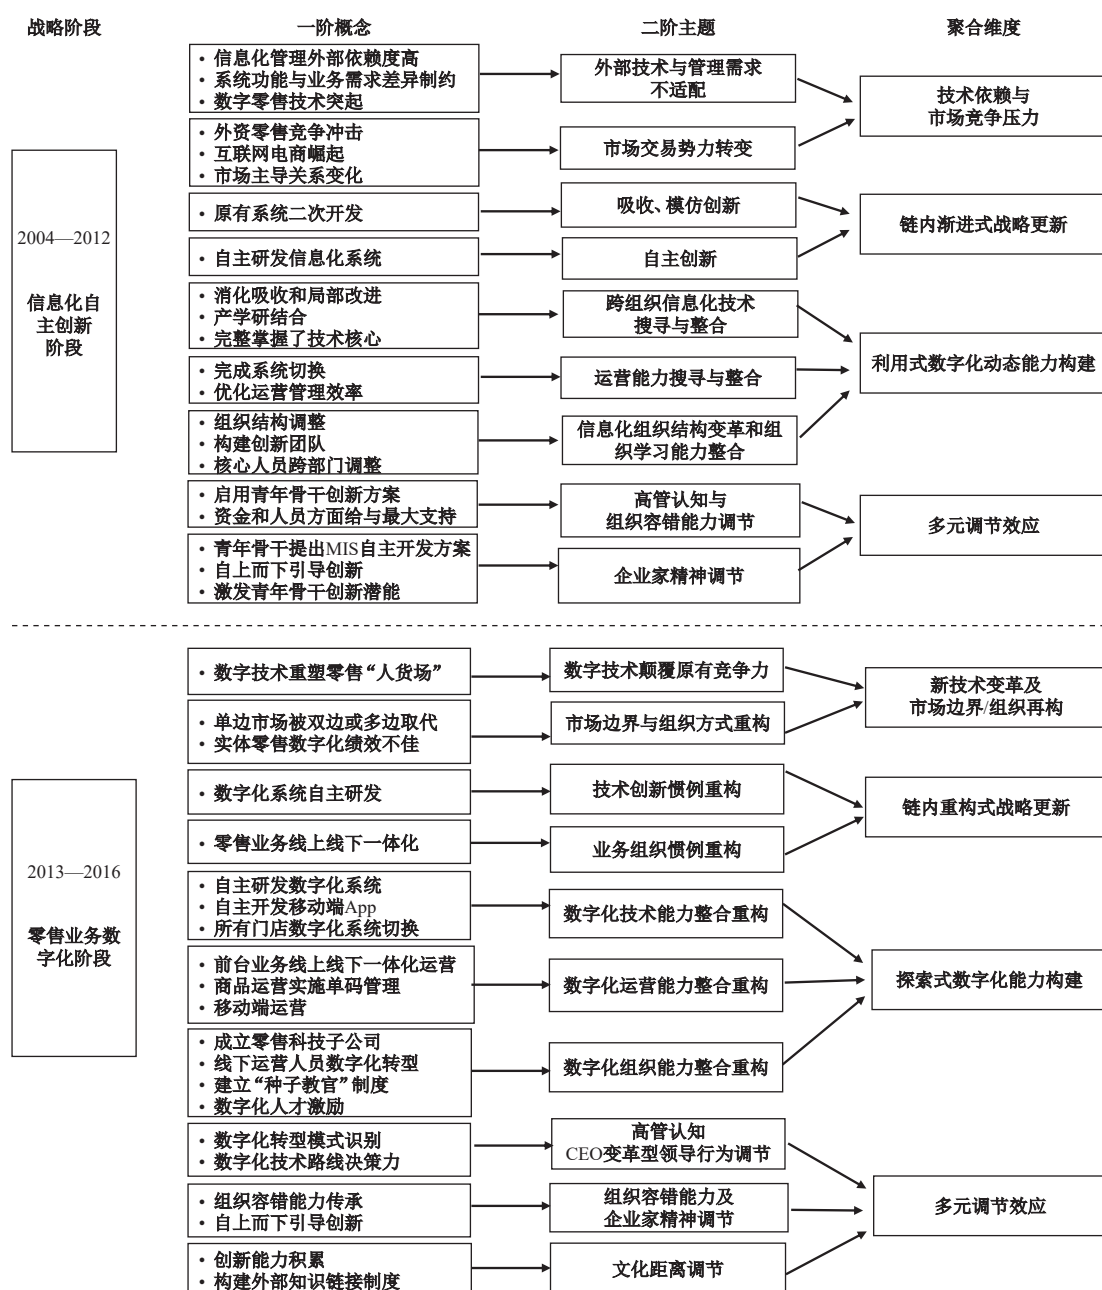 战略阶段
一阶概念
二阶主题
聚合维度
2004—2012
信息化自
主创新
阶段
· 信息化管理外部依赖度高
· 系统功能与业务需求差异制约
· 数字零售技术突起
外部技术与管理需求
不适配
· 外资零售竞争冲击
· 互联网电商崛起
· 市场主导关系变化
市场交易势力转变
技术依赖与
市场竞争压力
· 原有系统二次开发
吸收、模仿创新
· 自主研发信息化系统
自主创新
链内渐进式战略更新
· 消化吸收和局部改进
· 产学研结合
· 完整掌握了技术核心
跨组织信息化技术
搜寻与整合
· 完成系统切换
· 优化运营管理效率
运营能力搜寻与整合
· 组织结构调整
· 构建创新团队
· 核心人员跨部门调整
信息化组织结构变革和组
织学习能力整合
利用式数字化动态能力构建
· 启用青年骨干创新方案
· 资金和人员方面给与最大支持
高管认知与
组织容错能力调节
· 青年骨干提出MIS自主开发方案
· 自上而下引导创新
· 激发青年骨干创新潜能
企业家精神调节
多元调节效应
2013—2016
零售业务数
字化阶段
· 数字技术重塑零售“人货场”
数字技术颠覆原有竞争力
· 单边市场被双边或多边取代
· 实体零售数字化绩效不佳
市场边界与组织方式重构
新技术变革及
市场边界/组织再构
· 数字化系统自主研发
技术创新惯例重构
· 零售业务线上线下一体化
业务组织惯例重构
链内重构式战略更新
· 自主研发数字化系统
· 自主开发移动端App
· 所有门店数字化系统切换
数字化技术能力整合重构
· 前台业务线上线下一体化运营
· 商品运营实施单码管理
· 移动端运营
数字化运营能力整合重构
· 成立零售科技子公司
· 线下运营人员数字化转型
· 建立“种子教官”制度
· 数字化人才激励
数字化组织能力整合重构
探索式数字化能力构建
· 数字化转型模式识别
· 数字化技术路线决策力
高管认知
CEO变革型领导行为调节
· 组织容错能力传承
· 自上而下引导创新
组织容错能力及
企业家精神调节
· 创新能力积累
· 构建外部知识链接制度
文化距离调节
多元调节效应